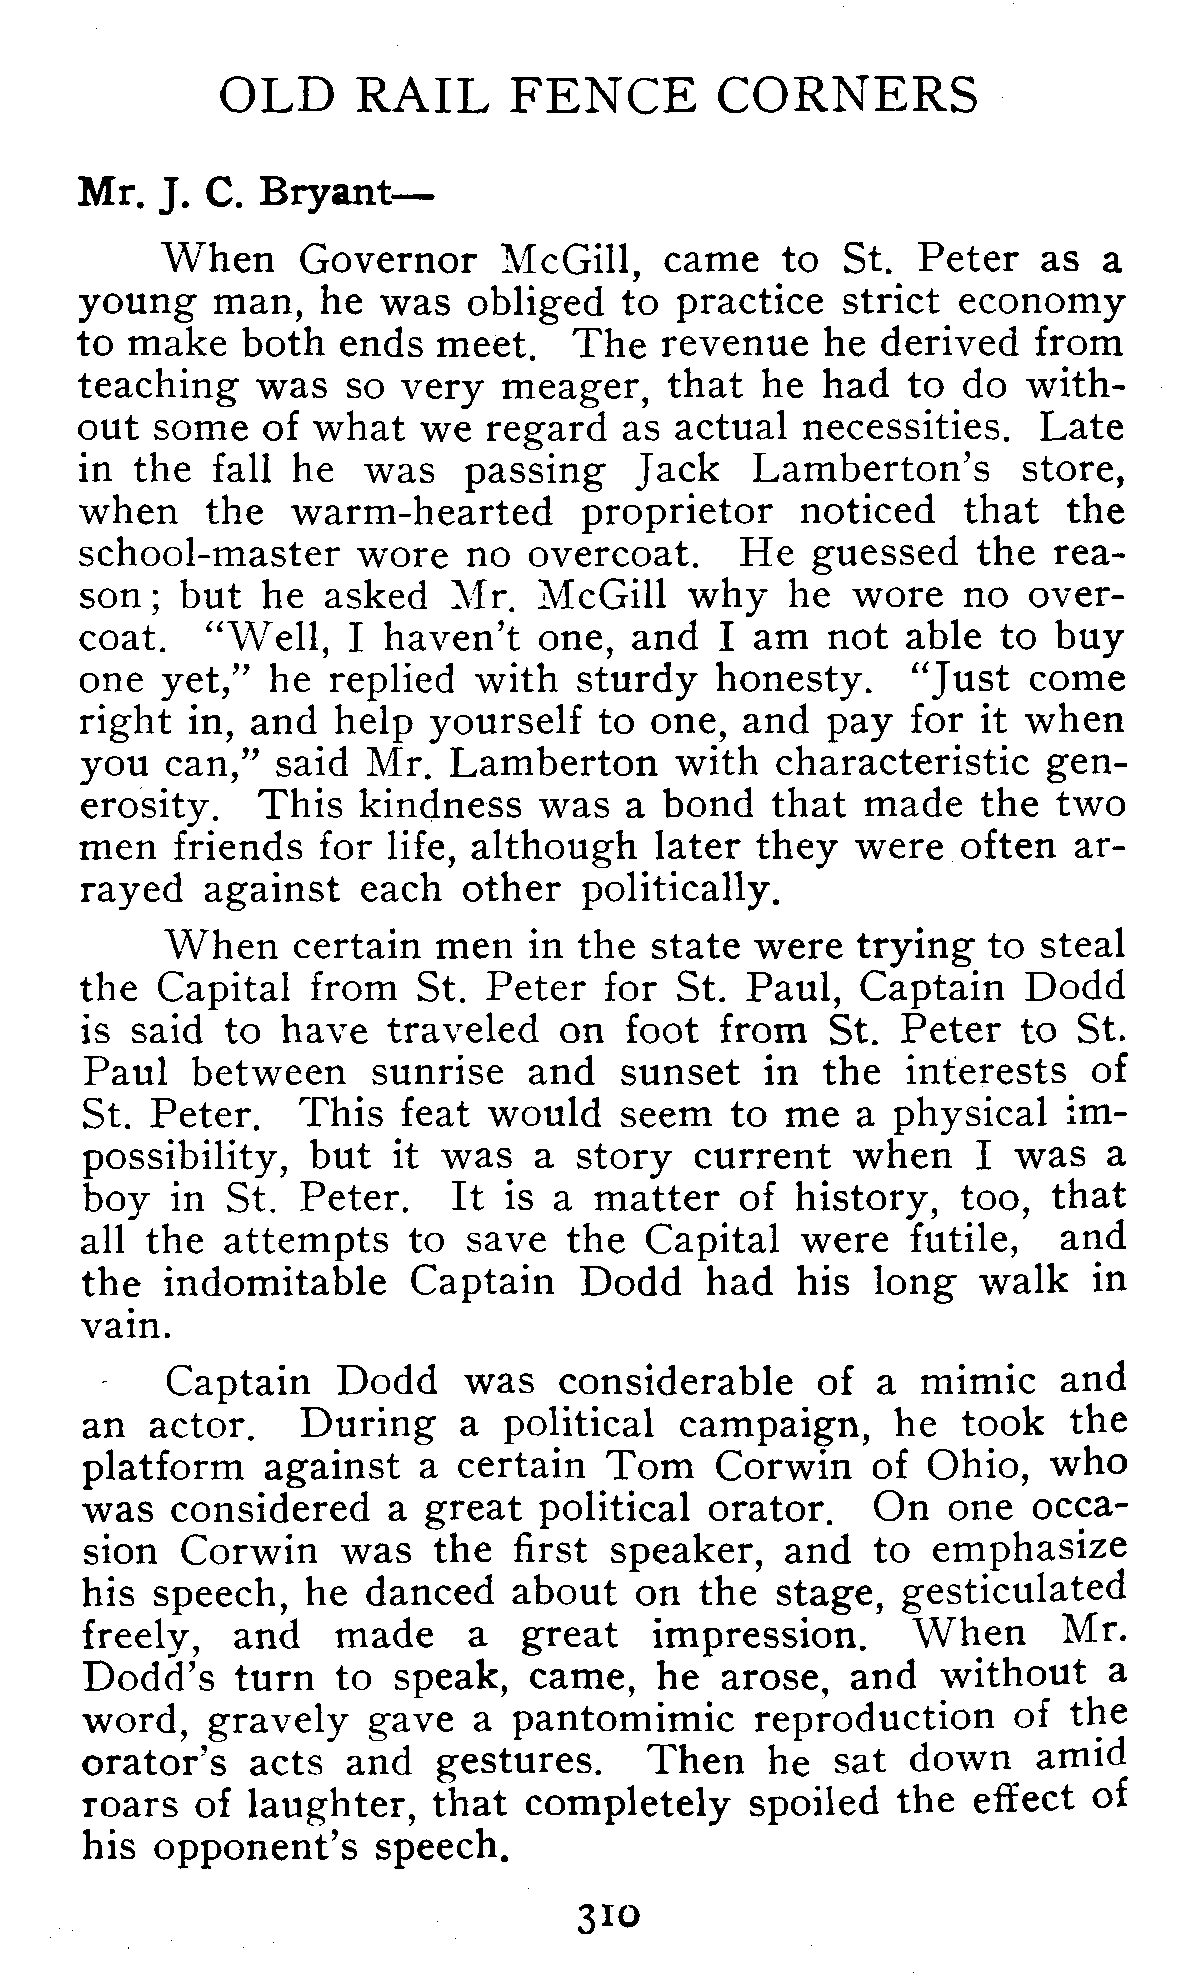 OLD RAIL FENCE CORNERS
Mr. J. C. Bryant—
When Governor McGill, came to St. Peter as a
young man, he was obliged to practice strict economy
to make both ends meet. The revenue he derived from
teaching was so very meager, that he had to do with-
out some of what we regard as actual necessities. Late
in the fall he was passing Jack Lamberton's store,
when the warm-hearted proprietor noticed that the
school-master wore no overcoat. He guessed the rea-
son; but he asked Mr. McGill why he wore no over-
coat. "Well, I haven't one, and I am not able to buy
one yet," he replied with sturdy honesty. "Just come
right in, and help yourself to one, and pay for it when
you can," said Mr. Lamberton with characteristic gen-
erosity. This kindness was a bond that made the two
men friends for life, although later they were often ar-
rayed against each other politically.
When certain men in the state were trying to steal
the Capital from St. Peter for St. Paul, Captain Dodd
is said to have traveled on foot from St. Peter to St.
Paul between sunrise and sunset in the interests of
St. Peter. This feat would seem to me a physical im-
possibility, but it was a story current when I was a
boy in St. Peter. It is a matter of history, too, that
all the attempts to save the Capital were futile, and
the indomitable Captain Dodd had his long walk in
vain.
Captain Dodd was considerable of a mimic and
an actor. During a political campaign, he took the
platform against a certain Tom Corwin of Ohio, who
was considered a great political orator. On one occa-
sion Corwin was the first speaker, and to emphasize
his speech, he danced about on the stage, gesticulated
freely, and made a great impression. When Mr.
Dodd's turn to speak, came, he arose, and without a
word, gravely gave a pantomimic reproduction of the
orator's acts and gestures. Then he sat down amid
roars of laughter, that completely spoiled the effect of
his opponent's speech.
310